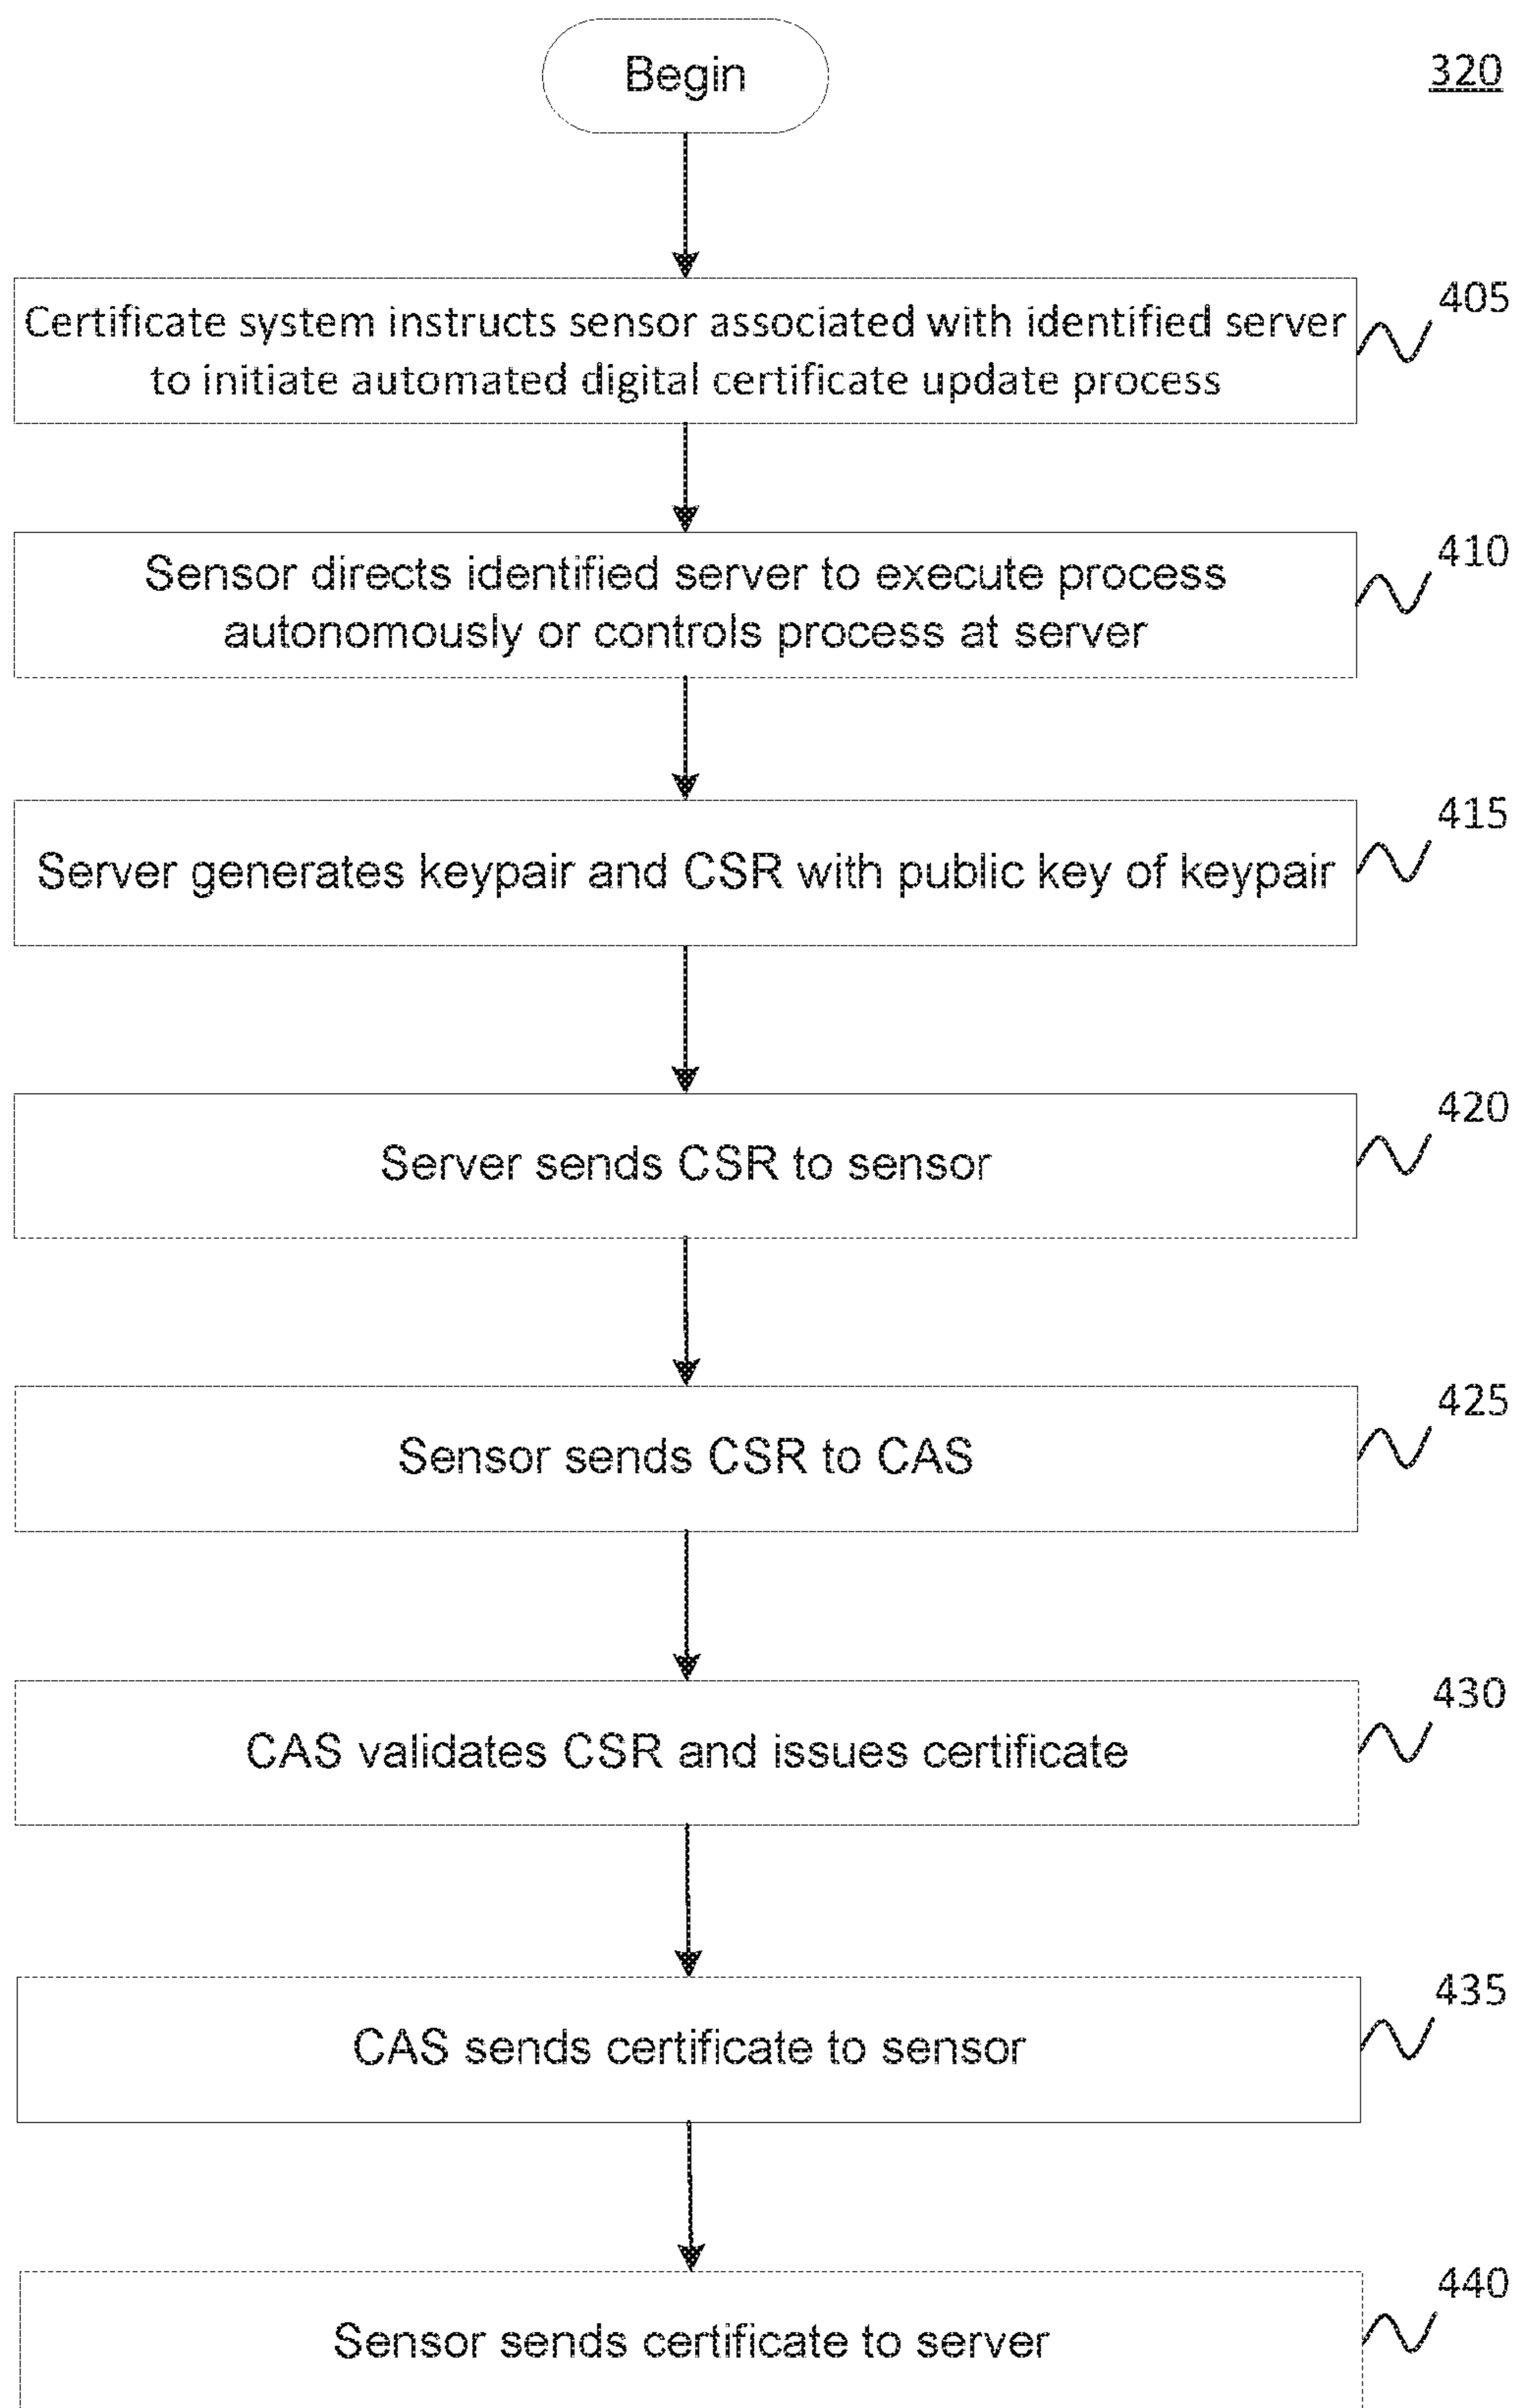 Begin
320
Certificate system instructs sensor associated with identified server
to initiate automated digital certificate update process
405
Sensor directs identified server to execute process
autonomously or controls process at server
410
Server generates keypair and CSR with public key of keypair
415
Server sends CSR to sensor
420
Sensor sends CSR to CAS
425
CAS validates CSR and issues certificate
430
CAS sends certificate to sensor
435
Sensor sends certificate to server
440